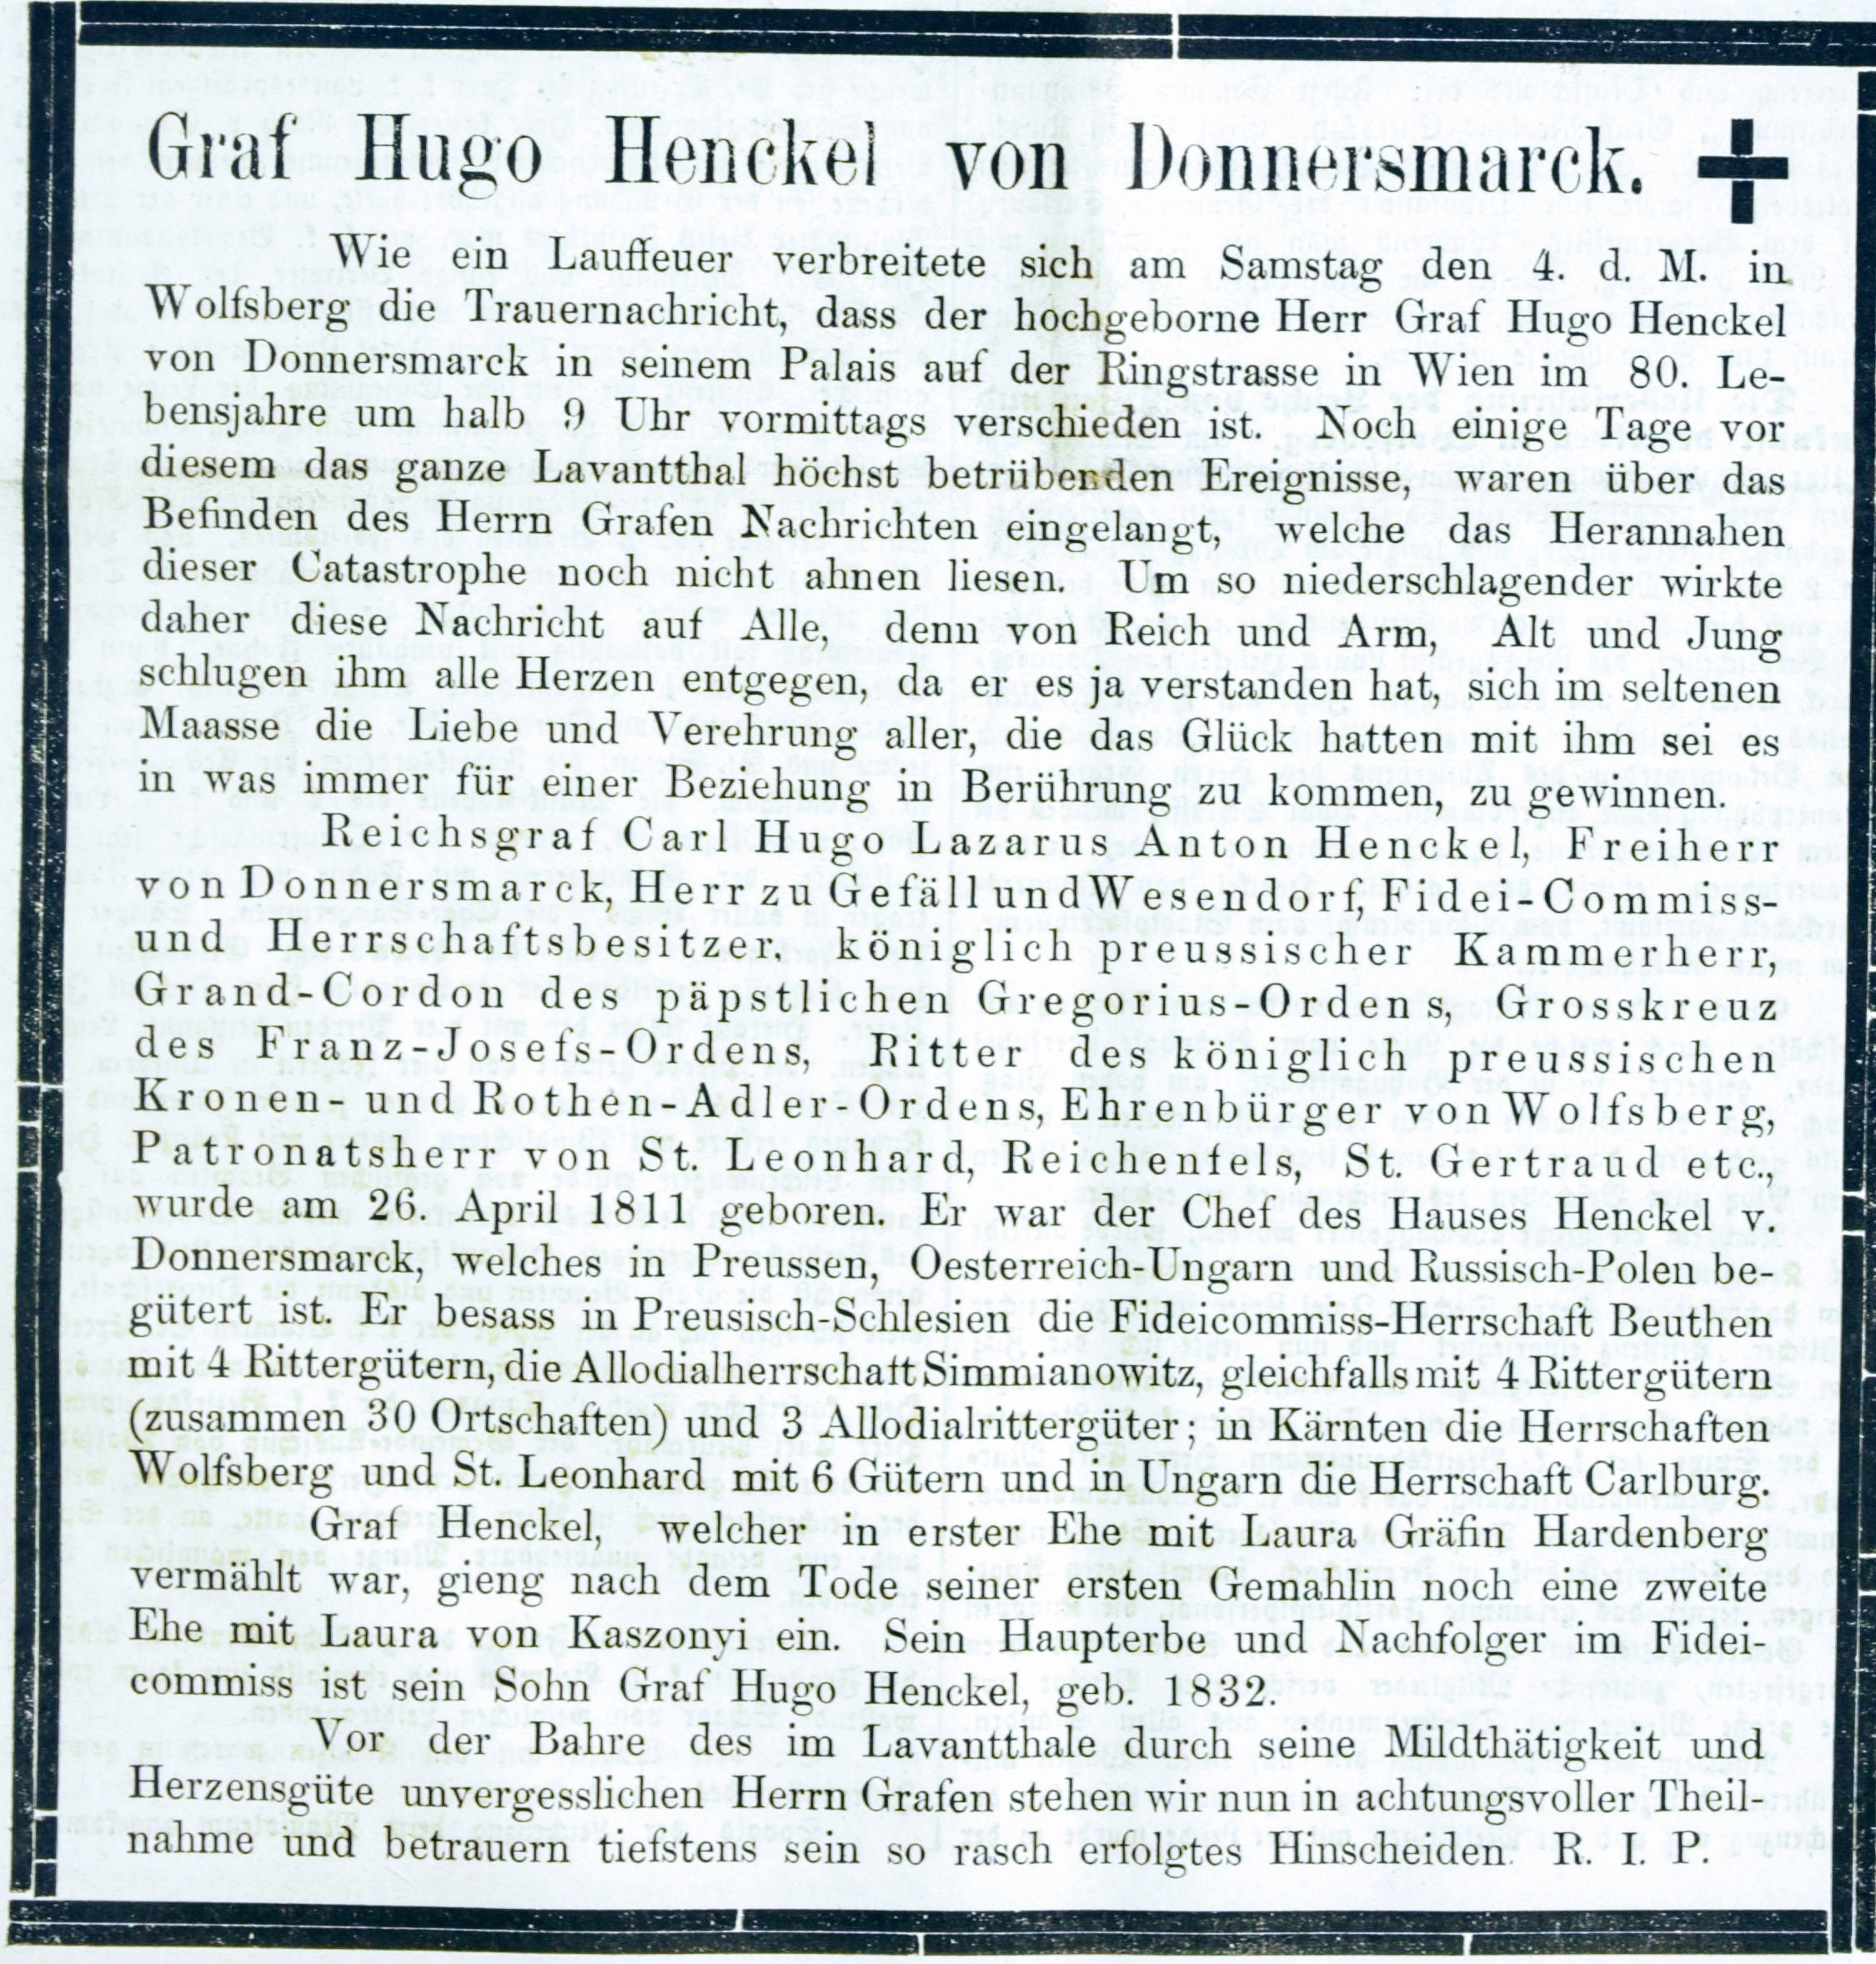 Graf Hugo Henckel von Donnersmarck. ✚
Wie ein Lauffeuer verbreitete sich am Samstag den 4. d. M. in
Wolfsberg die Trauernachricht, dass der hochgeborne Herr Graf Hugo Henckel
von Donnersmarck in seinem Palais auf der Ringstrasse in Wien im 80. Le-
bensjahre um halb 9 Uhr vormittags verschieden ist. Noch einige Tage vor
diesem das ganze Lavantthal höchst betrübenden Ereignisse, waren über das
Befinden des Herrn Grafen Nachrichten eingelangt, welche das Herannahen
dieser Catastrophe noch nicht ahnen liesen. Um so niederschlagender wirkte
daher diese Nachricht auf Alle, denn von Reich und Arm, Alt und Jung
schlugen ihm alle Herzen entgegen, da er es ja verstanden hat, sich im seltenen
Maasse die Liebe und Verehrung aller, die das Glück hatten mit ihm sei es
in was immer für einer Beziehung in Berührung zu kommen, zu gewinnen.
Reichsgraf Carl Hugo Lazarus Anton Henckel, Freiherr
von Donnersmarck, Herr zu Gefäll und Wesendorf, Fidei-Commiss-
und Herrschaftsbesitzer, königlich preussischer Kammerherr,
Grand-Cordon des päpstlichen Gregorius-Ordens, Grosskreuz
des Franz-Josefs-Ordens, Ritter des königlich preussischen
Kronen- und Rothen-Adler-Ordens, Ehrenbürger von Wolfsberg,
Patronatsherr von St. Leonhard, Reichenfels, St. Gertraud etc.,
wurde am 26. April 1811 geboren. Er war der Chef des Hauses Henckel v.
Donnersmarck, welches in Preussen, Oesterreich-Ungarn und Russisch-Polen be-
gütert ist. Er besass in Preusisch-Schlesien die Fideicommiss-Herrschaft Beuthen
mit 4 Rittergütern, die Allodialherrschaft Simmianowitz, gleichfalls mit 4 Rittergütern
(zusammen 30 Ortschaften) und 3 Allodialrittergüter; in Kärnten die Herrschaften
Wolfsberg und St. Leonhard mit 6 Gütern und in Ungarn die Herrschaft Carlburg.
Graf Henckel, welcher in erster Ehe mit Laura Gräfin Hardenberg
vermählt war, gieng nach dem Tode seiner ersten Gemahlin noch eine zweite
Ehe mit Laura von Kaszonyi ein. Sein Haupterbe und Nachfolger im Fidei-
commiss ist sein Sohn Graf Hugo Henckel, geb. 1832.
Vor der Bahre des im Lavantthale durch seine Mildthätigkeit und
Herzensgüte unvergesslichen Herrn Grafen stehen wir nun in achtungsvoller Theil-
nahme und betrauern tiefstens sein so rasch erfolgtes Hinscheiden. R. I. P.